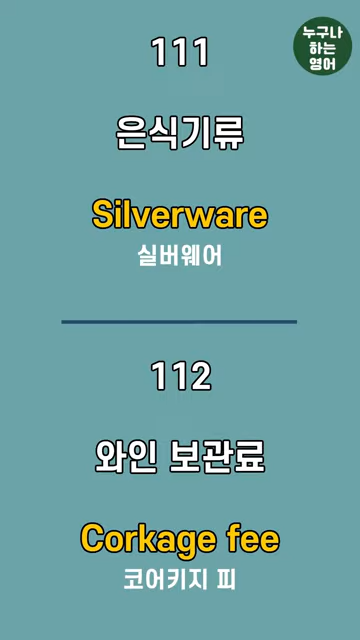 111
누구나
하는
영어
은식기류
Silverware
실버웨어
112
와인 보관료
Corkage fee
코어키지 피